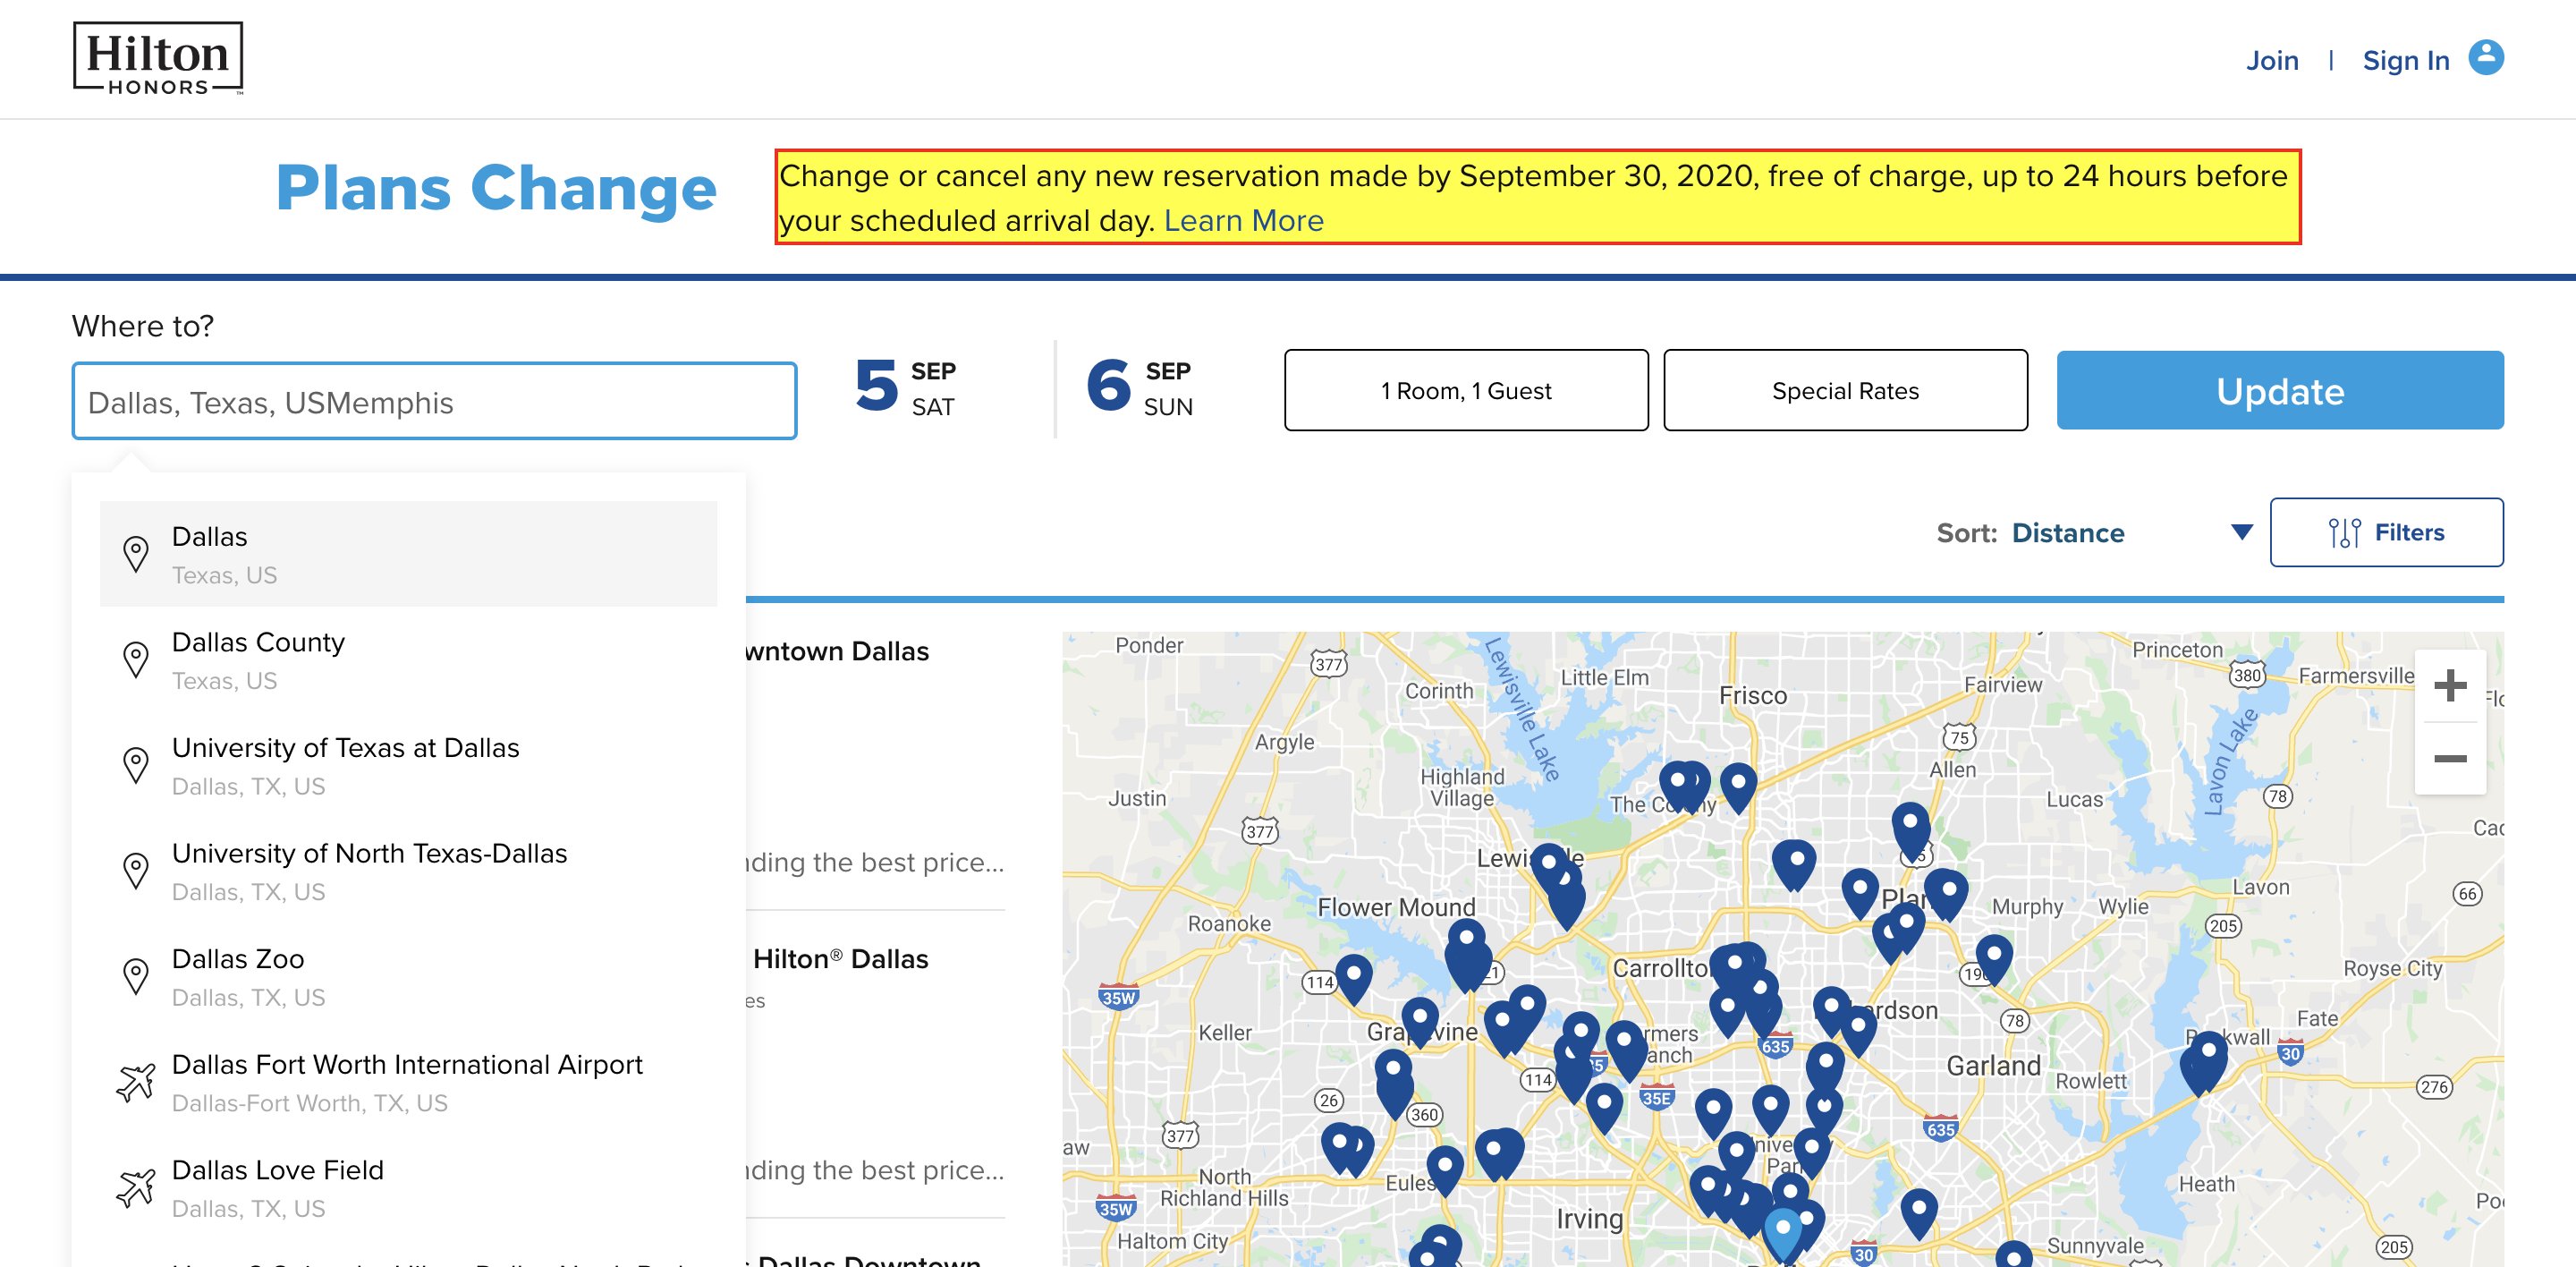 Hilton
HONORS
Join | Sign In
Plans Change
Change or cancel any new reservation made by September 30, 2020, free of charge, up to 24 hours before
your scheduled arrival day. Learn More
Where to?
Dallas, Texas, USMemphis
5 SEP SAT
6 SEP SUN
1 Room, 1 Guest
Special Rates
Update
Sort: Distance
Filters
Dallas
Texas, US
Dallas County
Texas, US
University of Texas at Dallas
Dallas, TX, US
University of North Texas-Dallas
Dallas, TX, US
Dallas Zoo
Dallas, TX, US
Dallas Fort Worth International Airport
Dallas-Fort Worth, TX, US
Dallas Love Field
Dallas, TX, US
wntown Dallas
nding the best price...
Hilton® Dallas
es
nding the best price...
Dallas Downtown
Ponder
377
Corinth
Lewisville Lake
Little Elm
Frisco
Fairview
Princeton
380
Farmersville
Argyle
75
Allen
Lavon Lake
Highland
Village
Justin
The Colony
Lucas
78
377
Lewisville
Flower Mound
Roanoke
Plano
Murphy
Wylie
Lavon
66
205
114
Carrollton
190
Royse City
35W
Keller
Grapevine
635
78
Fate
30
114
35E
Garland
Rowlett
276
26
360
377
635
North
Richland Hills
35W
Heath
Irving
Haltom City
30
Sunnyvale
205